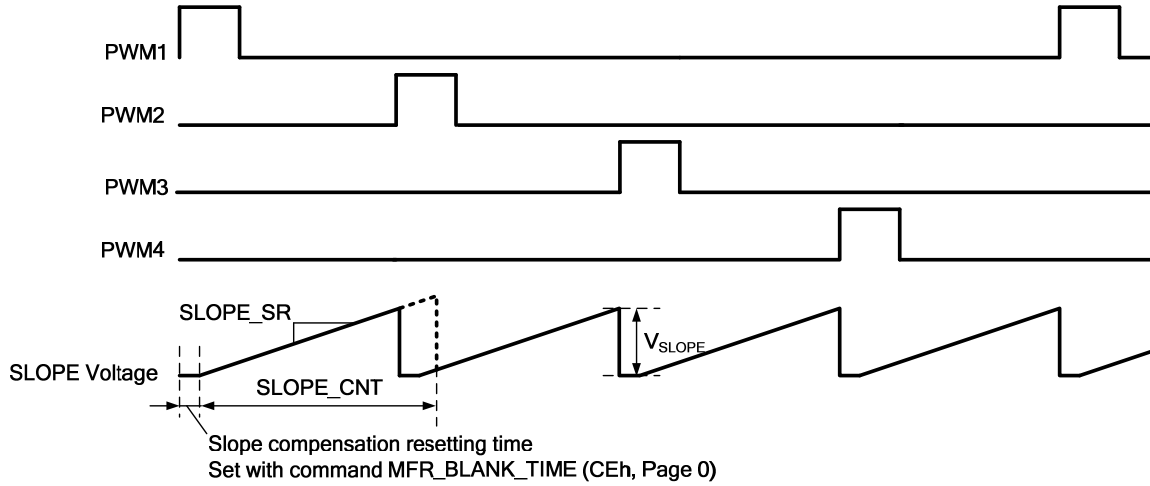 PWM1
PWM2
PWM3
PWM4
SLOPE_SR
VSLOPE
SLOPE Voltage
SLOPE_CNT
Slope compensation resetting time
Set with command MFR_BLANK_TIME (CEh, Page 0)